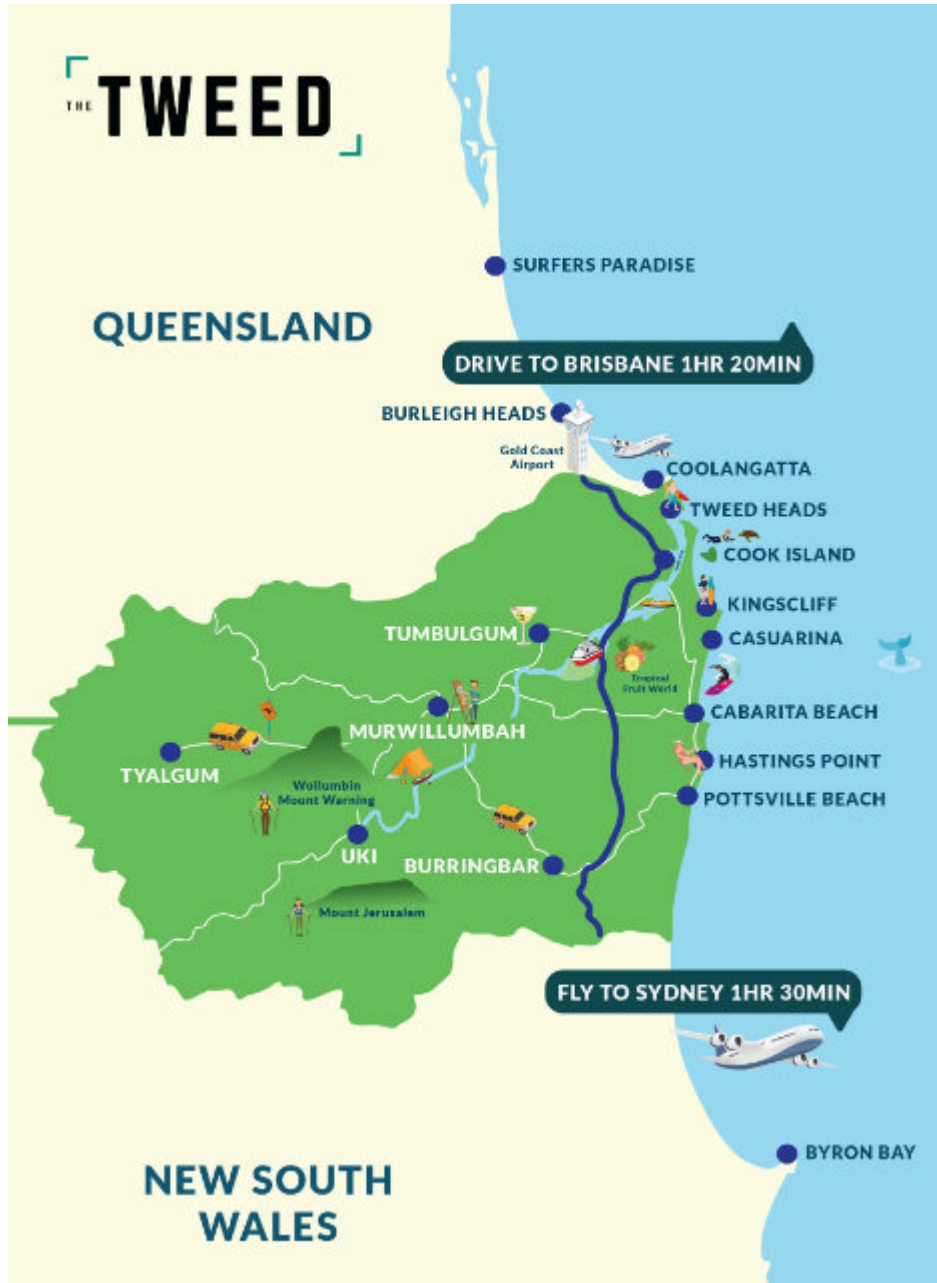 THE TWEED
SURFERS PARADISE
QUEENSLAND
DRIVE TO BRISBANE 1HR 20MIN
BURLEIGH HEADS
Gold Coast
Airport
COOLANGATTA
TWEED HEADS
COOK ISLAND
KINGSCLIFF
TUMBULGUM
CASUARINA
Tropical
Fruit World
CABARITA BEACH
MURWILLUMBAH
HASTINGS POINT
TYALGUM
Wollumbin
Mount Warning
POTTSVILLE BEACH
UKI
BURRINGBAR
Mount Jerusalem
FLY TO SYDNEY 1HR 30MIN
BYRON BAY
NEW SOUTH
WALES